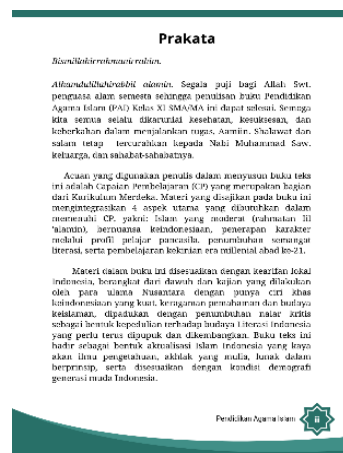 Prakata
Bismillahirrahmanirrahim.
Alhamdulillahirabbil alamin. Segala puji bagi Allah Swt.
penguasa alam semesta sehingga penulisan buku Pendidikan
Agama Islam (PAI) Kelas XI SMA/MA ini dapat selesai. Semoga
kita semua selalu dikaruniai kesehatan, kesuksesan, dan
keberkahan dalam menjalankan tugas. Aamiin. Shalawat dan
salam tetap tercurahkan kepada Nabi Muhammad Saw.
keluarga, dan sahabat-sahabatnya.
Acuan yang digunakan penulis dalam menyusun buku teks
ini adalah Capaian Pembelajaran (CP) yang merupakan bagian
dari Kurikulum Merdeka. Materi yang disajikan pada buku ini
mengintegrasikan 4 aspek utama yang dibutuhkan dalam
memenuhi CP, yakni: Islam yang moderat (rahmatan lil
'alamin), bernuansa keindonesiaan, penerapan karakter
melalui profil pelajar pancasila, penumbuhan semangat
literasi, serta pembelajaran kekinian era millenial abad ke-21.
Materi dalam buku ini disesuaikan dengan kearifan lokal
Indonesia, berangkat dari dawuh dan kajian yang dilakukan
oleh para ulama Nusantara dengan punya ciri khas
keindonesiaan yang kuat, keragaman pemahaman dan budaya
keislaman, dipadukan dengan penumbuhan nalar kritis
sebagai bentuk kepedulian terhadap budaya Literasi Indonesia
yang perlu terus dipupuk dan dikembangkan. Buku teks ini
hadir sebagai bentuk aktualisasi Islam Indonesia yang kaya
akan ilmu pengetahuan, akhlak yang mulia, lunak dalam
berprinsip, serta disesuaikan dengan kondisi demografi
generasi muda Indonesia.
Pendidikan Agama Islam
ii